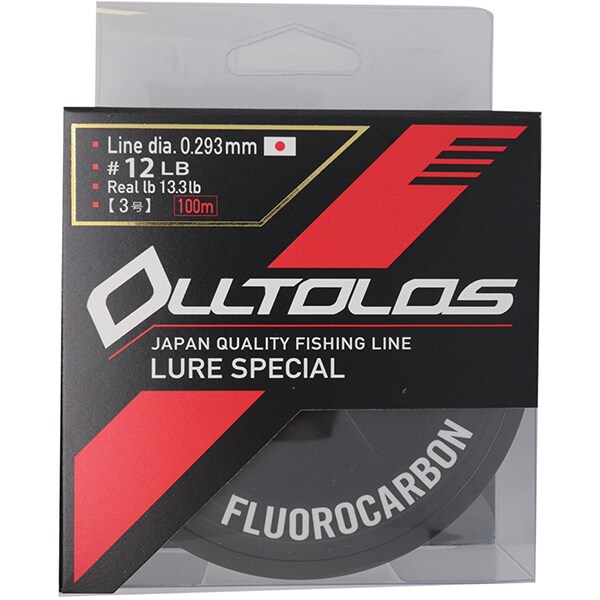 Line dia. 0.293mm
# 12 LB
Real lb 13.3lb
【3号】 100m
OLLTOLOS
JAPAN QUALITY FISHING LINE
LURE SPECIAL
FLUOROCARBON